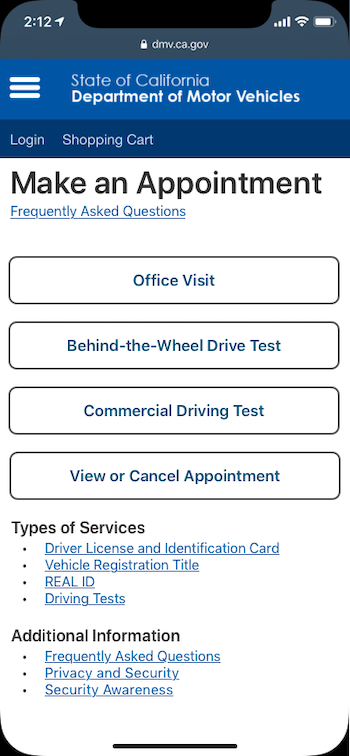 2:12
dmv.ca.gov
State of California
Department of Motor Vehicles
Login Shopping Cart
Make an Appointment
Frequently Asked Questions
Office Visit
Behind-the-Wheel Drive Test
Commercial Driving Test
View or Cancel Appointment
Types of Services
• Driver License and Identification Card
• Vehicle Registration Title
• REAL ID
• Driving Tests
Additional Information
• Frequently Asked Questions
• Privacy and Security
• Security Awareness